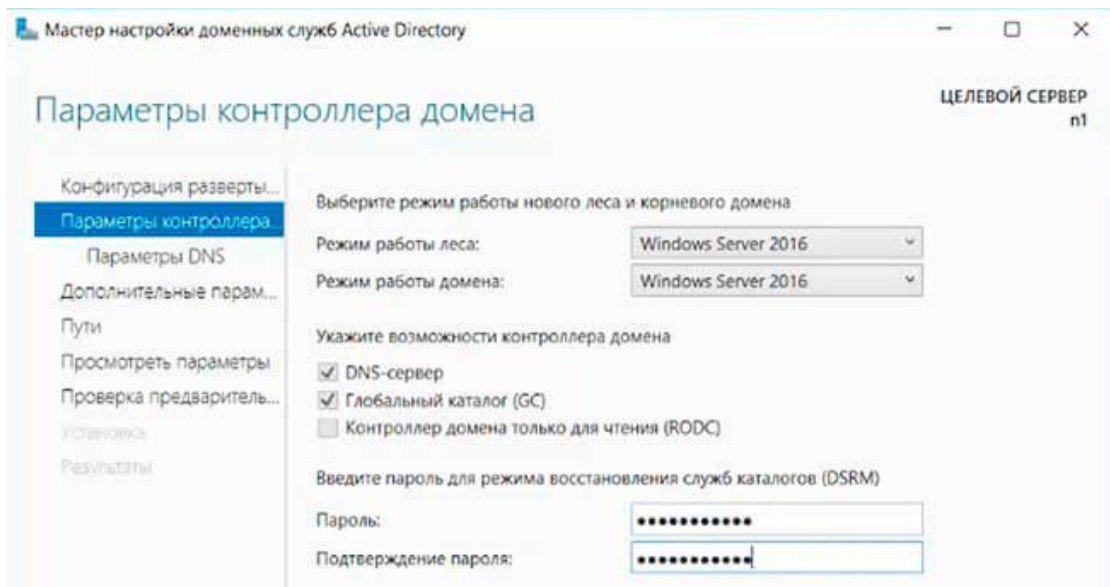 Мастер настройки доменных служб Active Directory
Параметры контроллера домена
ЦЕЛЕВОЙ СЕРВЕР
n1
Конфигурация разверты...
Параметры контроллера
Параметры DNS
Дополнительные парам...
Пути
Просмотреть параметры
Проверка предваритель...
Установка
Результаты
Выберите режим работы нового леса и корневого домена
Режим работы леса: Windows Server 2016
Режим работы домена: Windows Server 2016
Укажите возможности контроллера домена
DNS-сервер
Глобальный каталог (GC)
Контроллер домена только для чтения (RODC)
Введите пароль для режима восстановления служб каталогов (DSRM)
Пароль: •••••••••••
Подтверждение пароля: •••••••••••